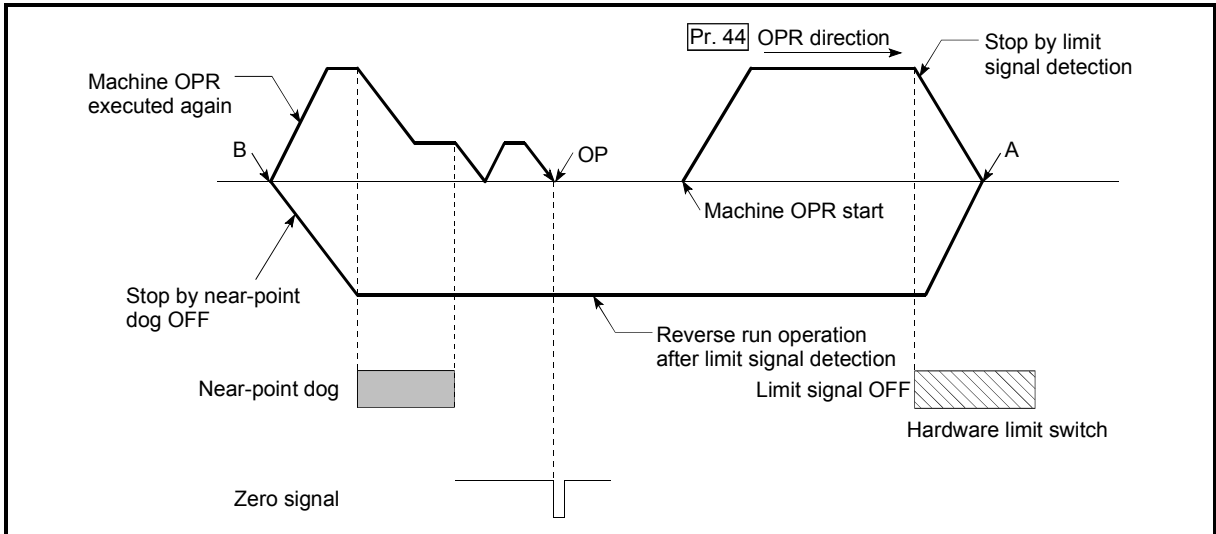 Pr. 44 OPR direction
Stop by limit
signal detection
Machine OPR
executed again
B
OP
A
Machine OPR start
Stop by near-point
dog OFF
Reverse run operation
after limit signal detection
Near-point dog
Limit signal OFF
Hardware limit switch
Zero signal